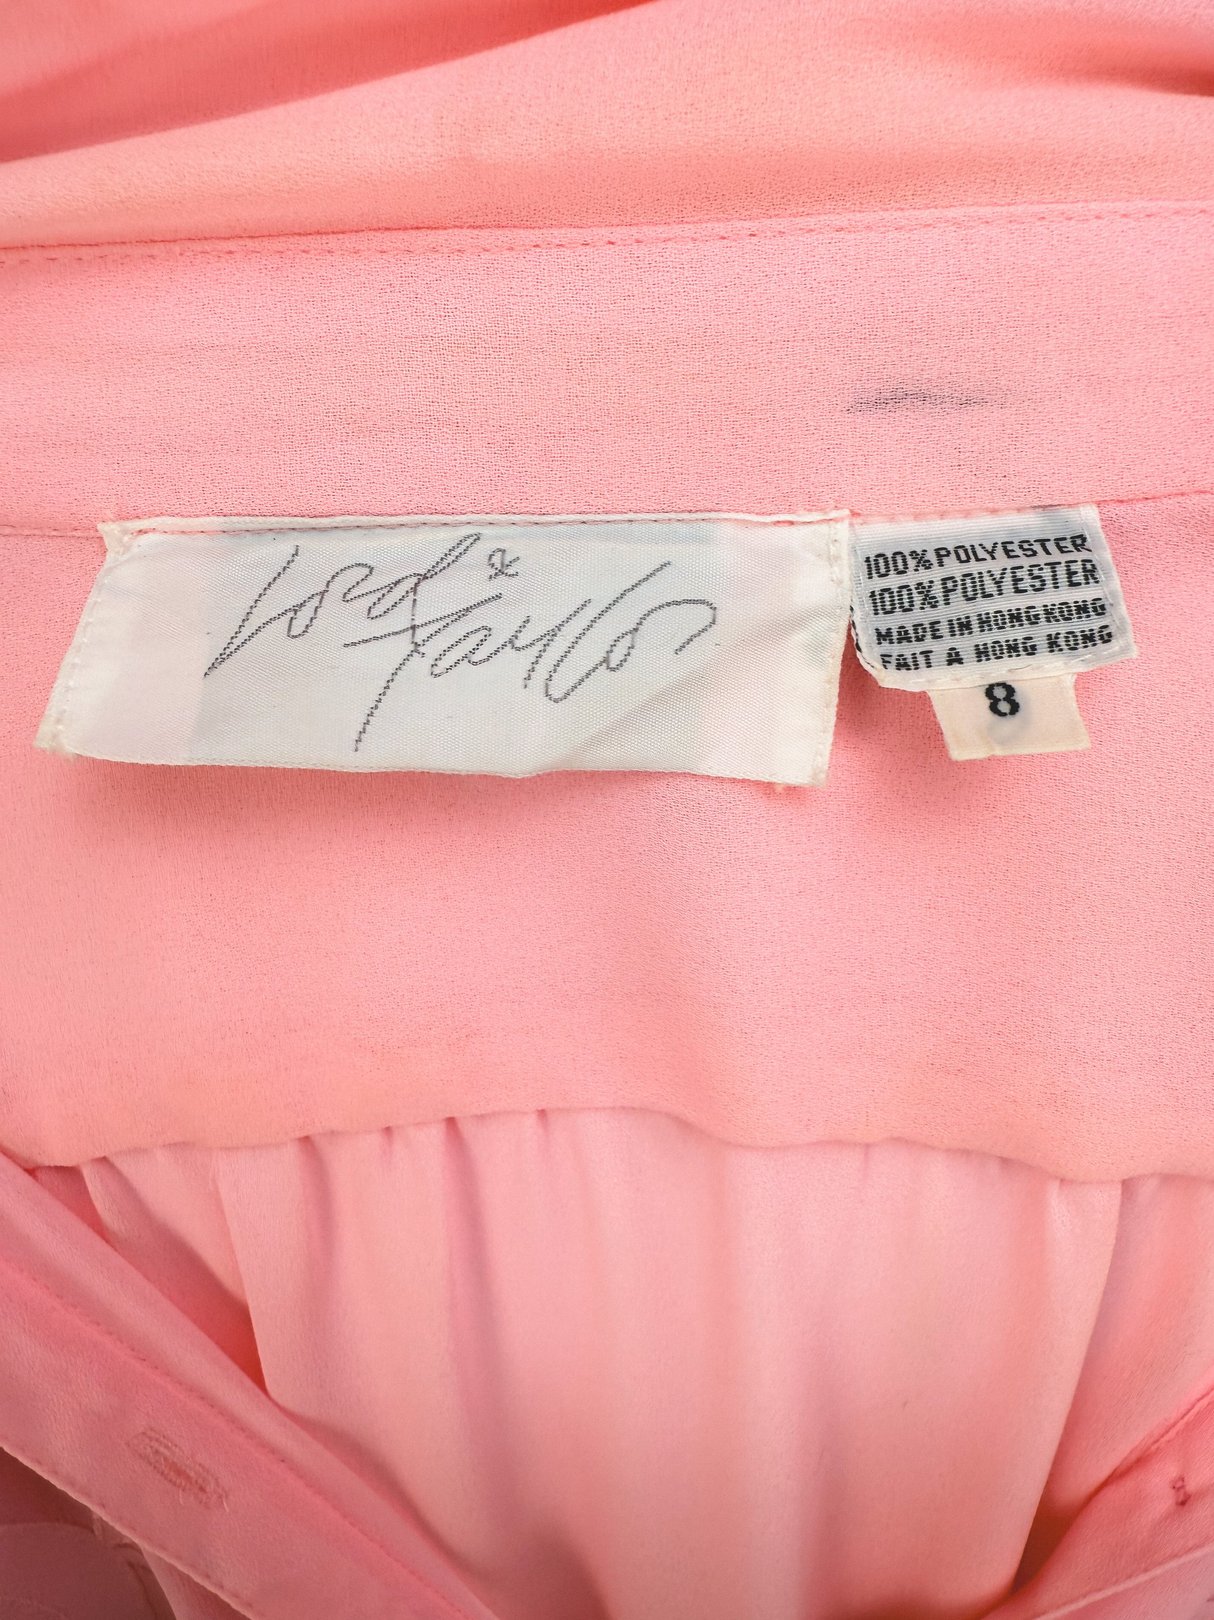 Lord & Taylor
100% POLYESTER
100% POLYESTER
MADE IN HONG KONG
FAIT A HONG KONG
8